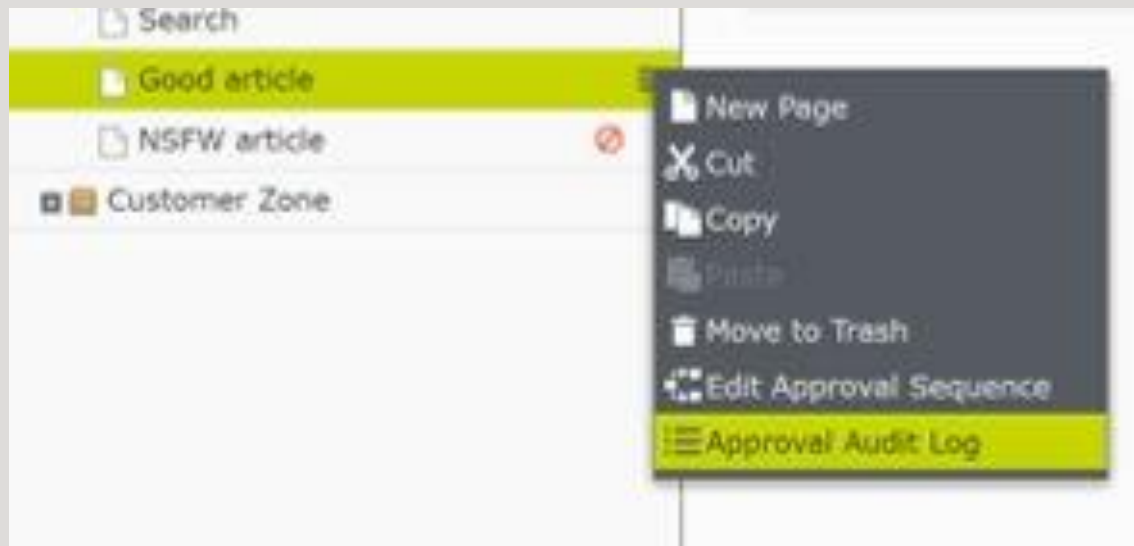 Search
Good article
NSFW article
Customer Zone
New Page
Cut
Copy
Paste
Move to Trash
Edit Approval Sequence
Approval Audit Log